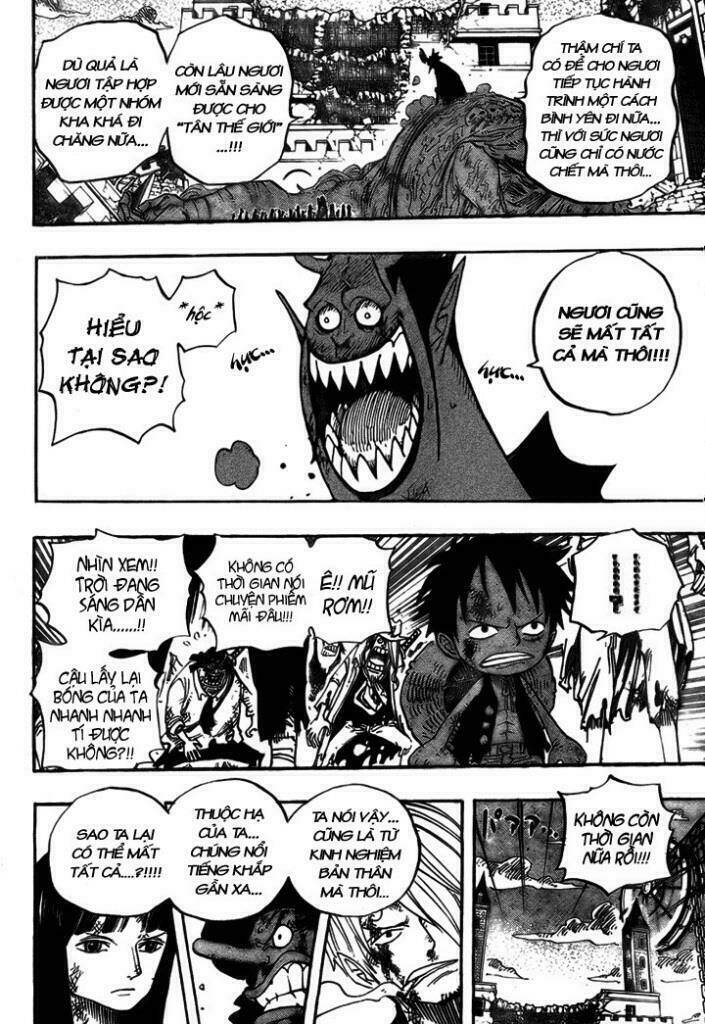 THẬM CHÍ TA
CÓ ĐỂ CHO NGƯƠI
TIẾP TỤC HÀNH
TRÌNH MỘT CÁCH
BÌNH YÊN ĐI NỮA...
THÌ VỚI SỨC NGƯƠI
CŨNG CHỈ CÓ NƯỚC
CHẾT MÀ THÔI...
CÒN LÂU NGƯƠI
MỚI SẴN SÀNG
ĐƯỢC CHO
"TÂN THẾ GIỚI"
...!!!
DÙ QUẢ LÀ
NGƯƠI TẬP HỢP
ĐƯỢC MỘT NHÓM
KHA KHÁ ĐI
CHĂNG NỮA...
NGƯƠI CŨNG
SẼ MẤT TẤT
CẢ MÀ THÔI!!!!
hục...
hục...
*hộc*
HIỂU
TẠI SAO
KHÔNG?!
Ê!! MŨ
RƠM!!
KHÔNG CÓ
THỜI GIAN NÓI
CHUYỆN PHIẾM
MÃI ĐÂU!!!
NHÌN XEM!!
TRỜI ĐANG
SÁNG DẦN
KÌA......!!
CẬU LẤY LẠI
BÓNG CỦA TA
NHANH NHANH
TÍ ĐƯỢC
KHÔNG?!!
KHÔNG CÒN
THỜI GIAN
NỮA RỒI!!!
TA NÓI VẬY...
CŨNG LÀ TỪ
KINH NGHIỆM
BẢN THÂN
MÀ THÔI...
THUỘC HẠ
CỦA TA...
CHÚNG NỔI
TIẾNG KHẮP
GẦN XA...
SAO TA LẠI
CÓ THỂ MẤT
TẤT CẢ....?!!!!